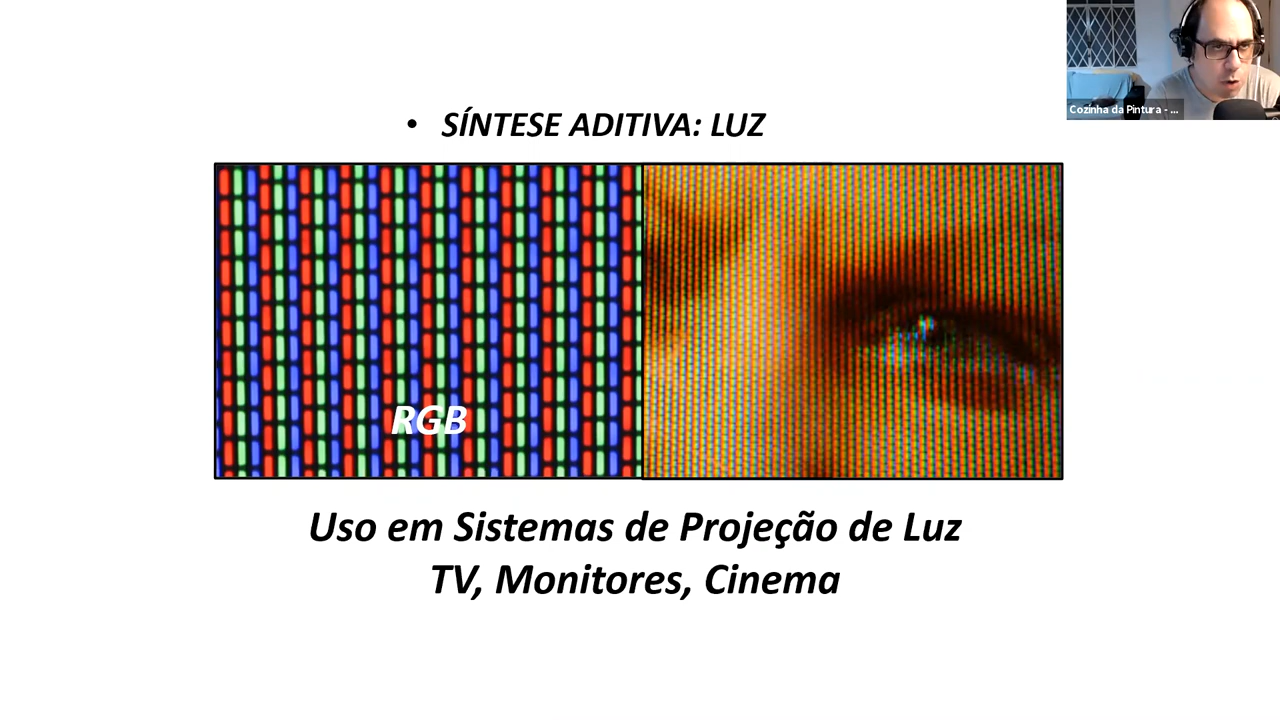 Cozinha da Pintura - ...
• SÍNTESE ADITIVA: LUZ
RGB
Uso em Sistemas de Projeção de Luz
TV, Monitores, Cinema